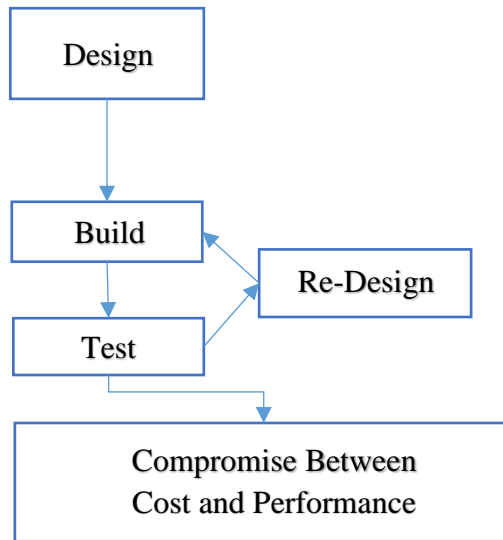 Design
Build
Re-Design
Test
Compromise Between
Cost and Performance